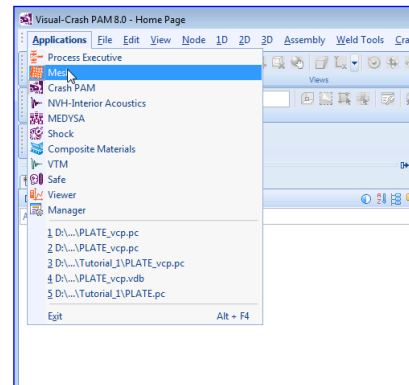 Visual-Crash PAM 8.0 - Home Page
Applications File Edit View Node 1D 2D 3D Assembly Weld Tools
Process Executive
Mesh
Crash PAM
NVH-Interior Acoustics
MEDYSA
Shock
Composite Materials
VTM
Safe
Viewer
Manager
Views
1 D:\...\PLATE_vcp.pc
2 D:\...\PLATE_vcp.pc
3 D:\...\Tutorial_1\PLATE_vcp.pc
4 D:\...\PLATE_vcp.vdb
5 D:\...\Tutorial_1\PLATE.pc
Exit Alt + F4